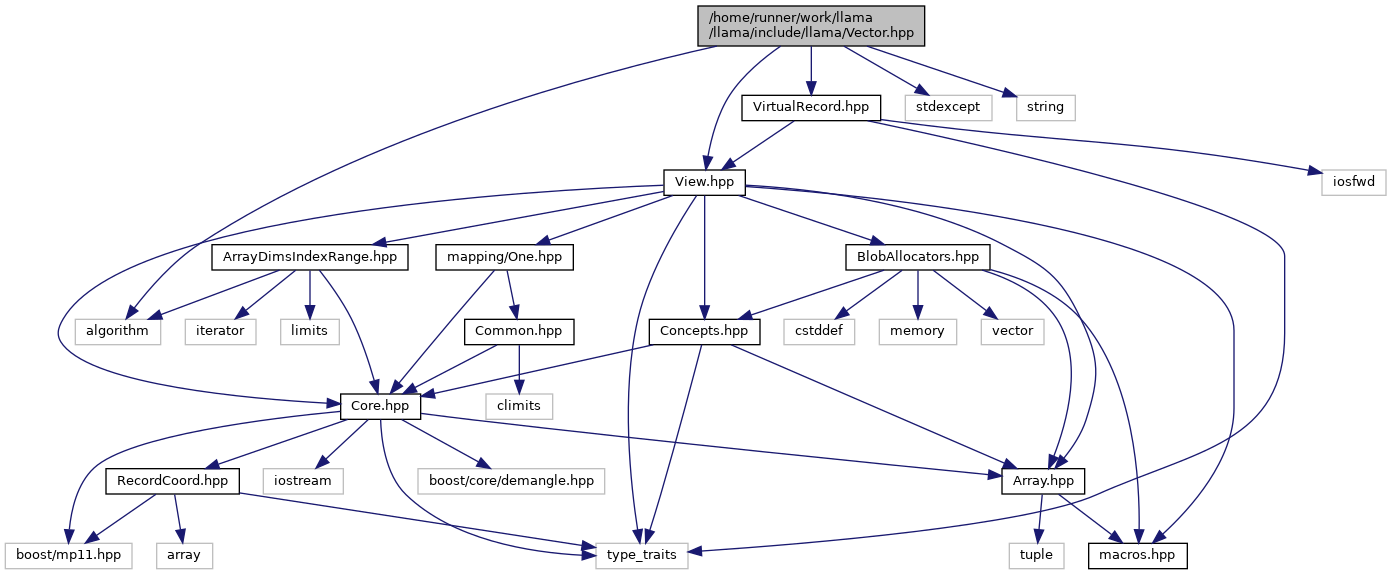 /home/runner/work/llama
/llama/include/llama/Vector.hpp
VirtualRecord.hpp
stdexcept
string
View.hpp
iosfwd
ArrayDimsIndexRange.hpp
mapping/One.hpp
BlobAllocators.hpp
algorithm
iterator
limits
Common.hpp
Concepts.hpp
cstddef
memory
vector
Core.hpp
climits
RecordCoord.hpp
iostream
boost/core/demangle.hpp
Array.hpp
boost/mp11.hpp
array
type_traits
tuple
macros.hpp